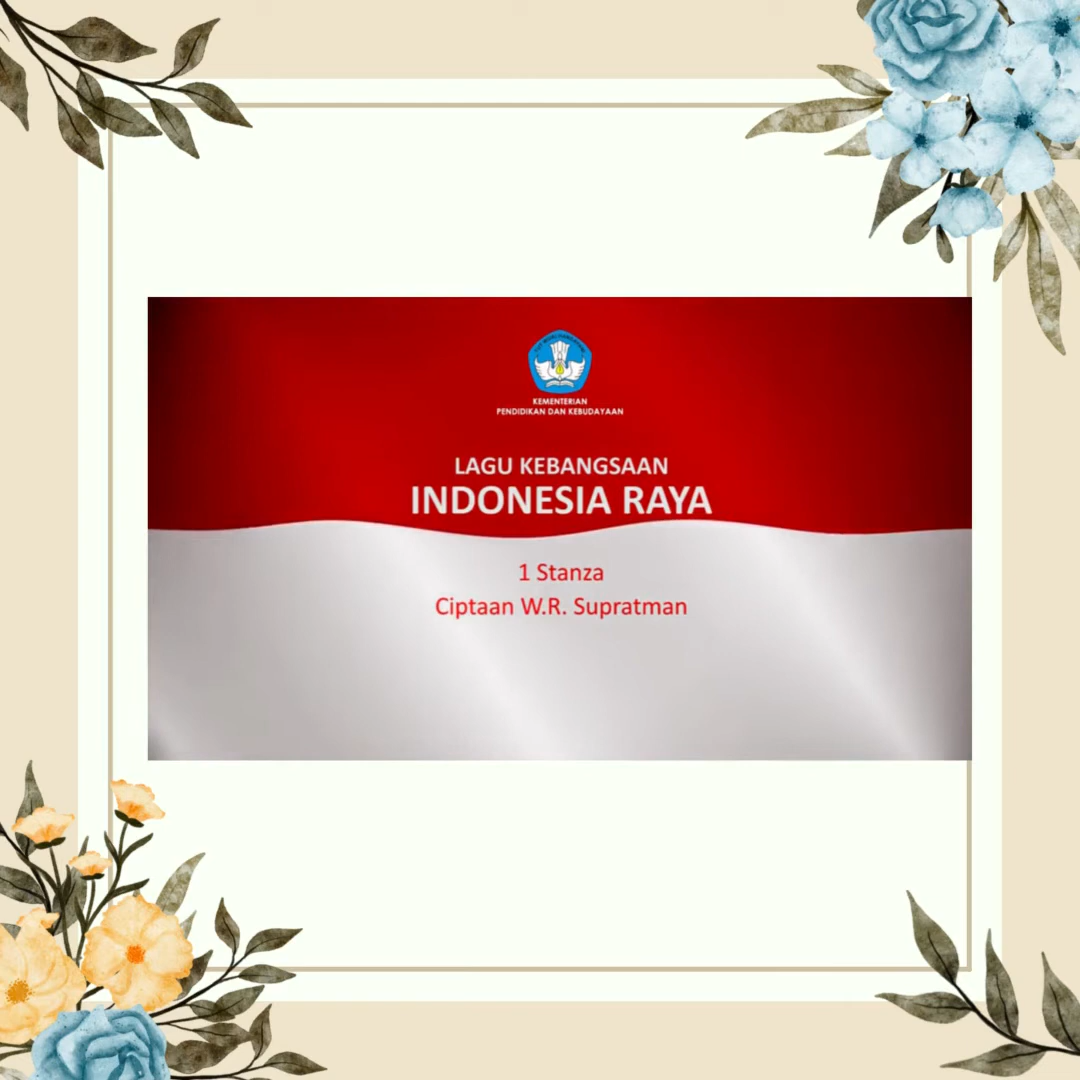 KEMENTERIAN
PENDIDIKAN DAN KEBUDAYAAN
LAGU KEBANGSAAN
INDONESIA RAYA
1 Stanza
Ciptaan W.R. Supratman